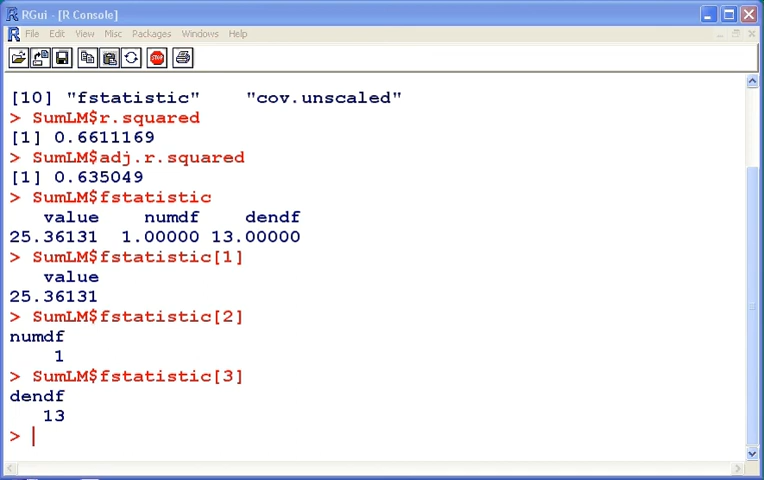 RGui - [R Console]
File Edit View Misc Packages Windows Help
STOP
[10] "fstatistic" "cov.unscaled"
> SumLM$r.squared
[1] 0.6611169
> SumLM$adj.r.squared
[1] 0.635049
> SumLM$fstatistic
value numdf dendf
25.36131 1.00000 13.00000
> SumLM$fstatistic[1]
value
25.36131
> SumLM$fstatistic[2]
numdf
1
> SumLM$fstatistic[3]
dendf
13
>